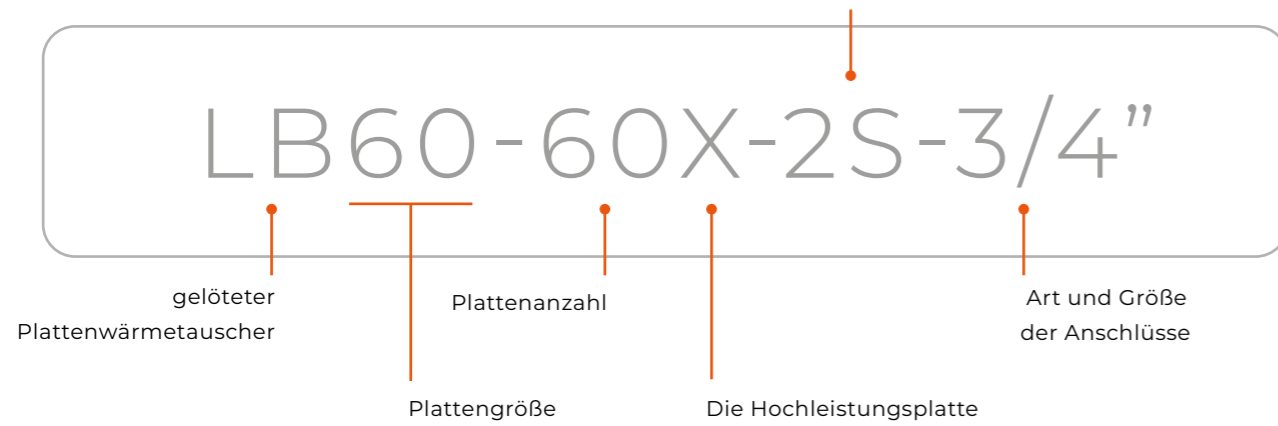 LB60-60X-2S-3/4”
gelöteter
Plattenwärmetauscher
Plattenanzahl
Art und Größe
der Anschlüsse
Plattengröße
Die Hochleistungsplatte